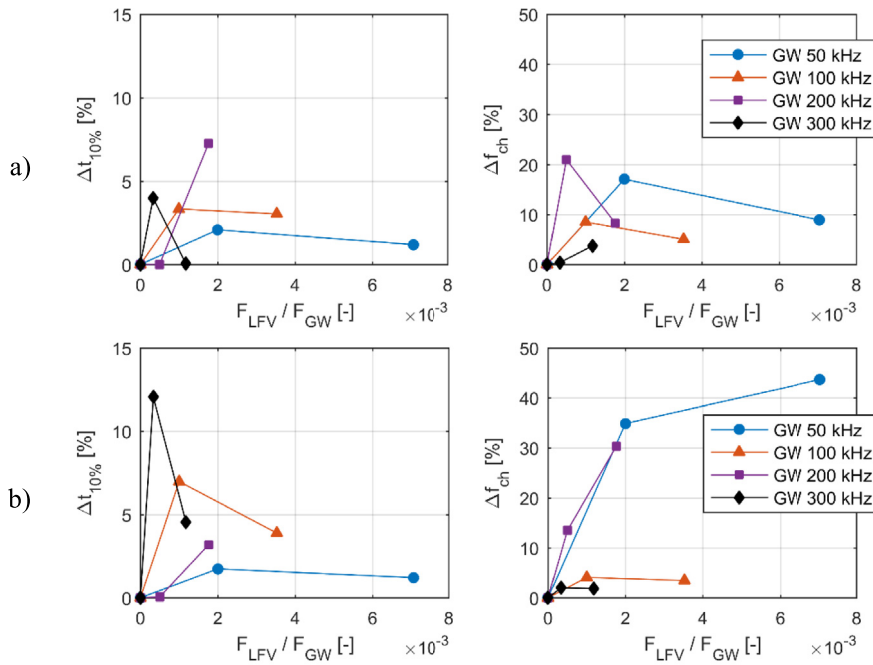 a)
15
10
5
0
Δt10% [%]
0 2 4 6 8
×10-3
FLFV / FGW [-]
50
40
30
20
10
0
Δfch [%]
0 2 4 6 8
×10-3
FLFV / FGW [-]
GW 50 kHz
GW 100 kHz
GW 200 kHz
GW 300 kHz
b)
15
10
5
0
Δt10% [%]
0 2 4 6 8
×10-3
FLFV / FGW [-]
50
40
30
20
10
0
Δfch [%]
0 2 4 6 8
×10-3
FLFV / FGW [-]
GW 50 kHz
GW 100 kHz
GW 200 kHz
GW 300 kHz